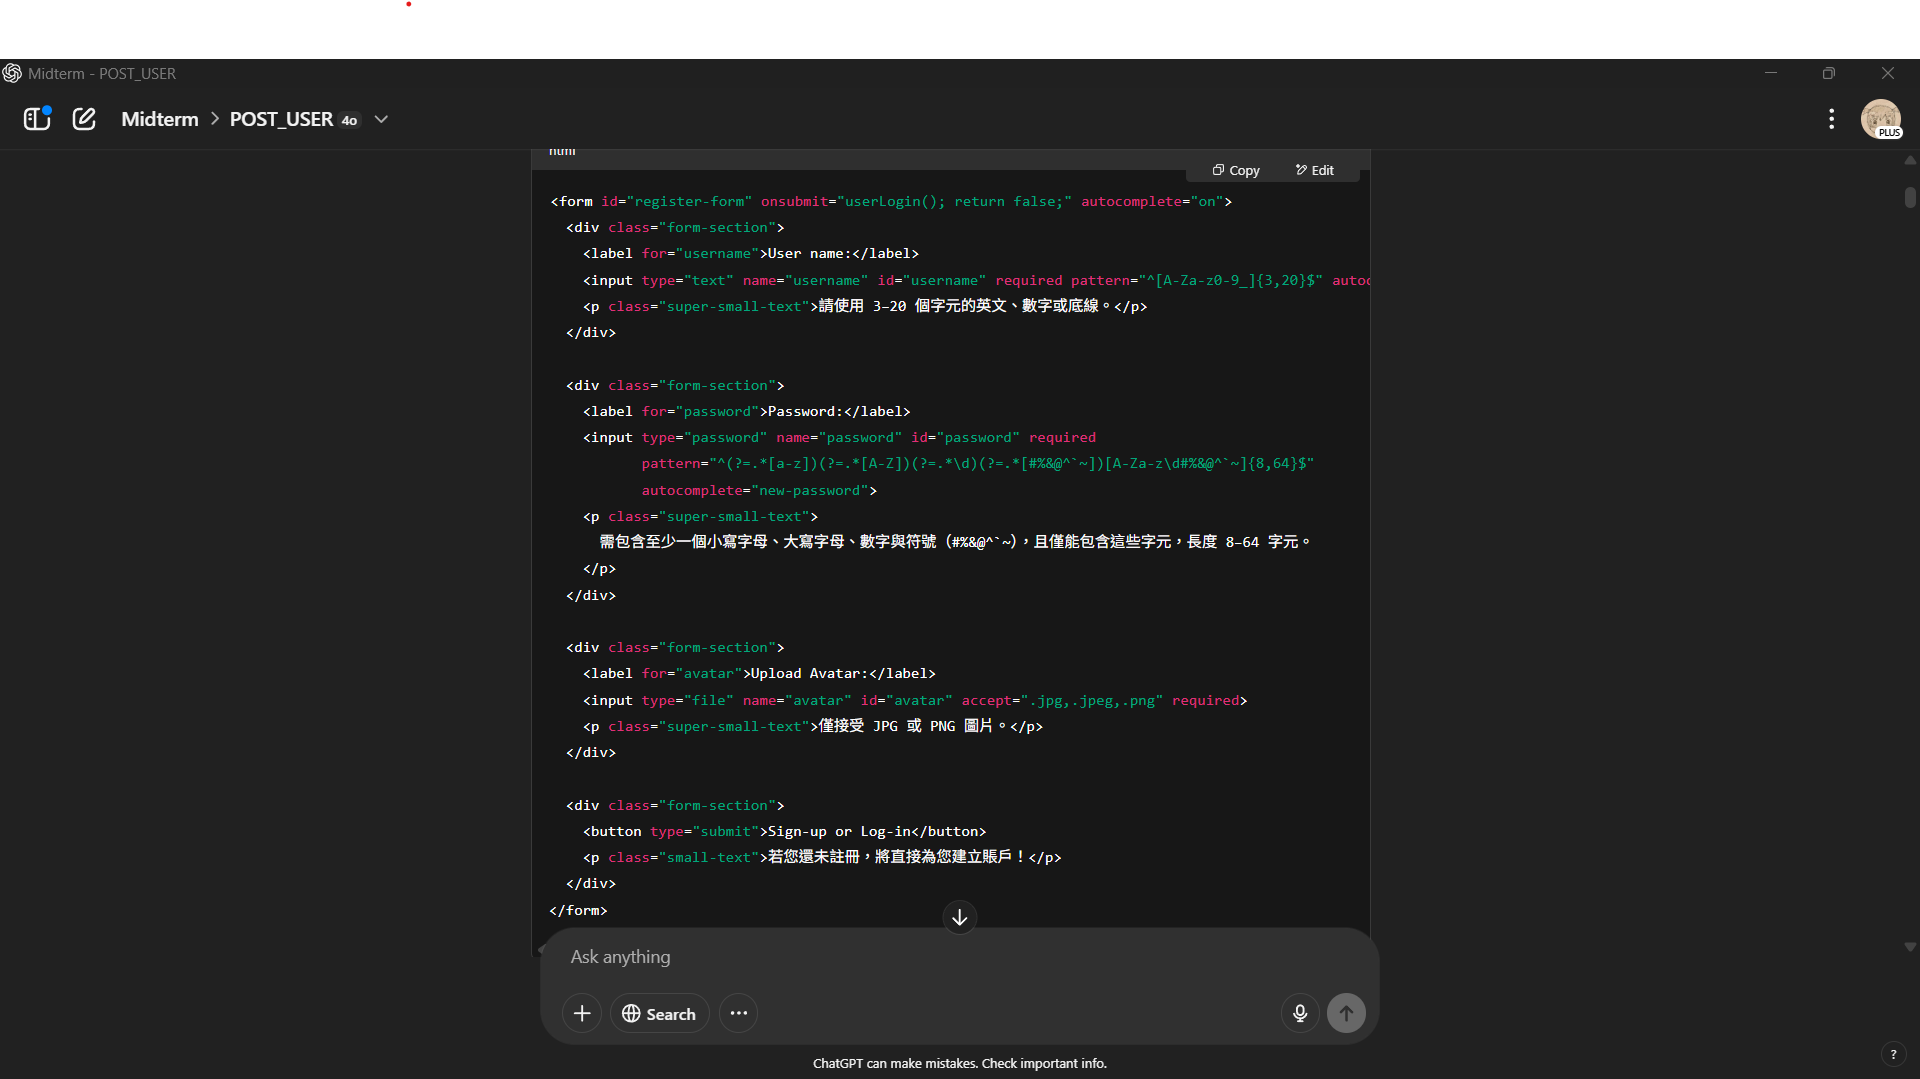 Midterm - POST_USER
Midterm > POST_USER 4o
PLUS
html
Copy Edit
<form id="register-form" onsubmit="userLogin(); return false;" autocomplete="on">
<div class="form-section">
<label for="username">User name:</label>
<input type="text" name="username" id="username" required pattern="^[A-Za-z0-9_]{3,20}$" autoc
<p class="super-small-text">請使用 3–20 個字元的英文、數字或底線。</p>
</div>
<div class="form-section">
<label for="password">Password:</label>
<input type="password" name="password" id="password" required
pattern="^(?=.*[a-z])(?=.*[A-Z])(?=.*\d)(?=.*[#%&@^`~])[A-Za-z\d#%&@^`~]{8,64}$"
autocomplete="new-password">
<p class="super-small-text">
需包含至少一個小寫字母、大寫字母、數字與符號（#%&@^`~），且僅能包含這些字元，長度 8–64 字元。
</p>
</div>
<div class="form-section">
<label for="avatar">Upload Avatar:</label>
<input type="file" name="avatar" id="avatar" accept=".jpg,.jpeg,.png" required>
<p class="super-small-text">僅接受 JPG 或 PNG 圖片。</p>
</div>
<div class="form-section">
<button type="submit">Sign-up or Log-in</button>
<p class="small-text">若您還未註冊，將直接為您建立賬戶！</p>
</div>
</form>
Ask anything
Search
ChatGPT can make mistakes. Check important info.
?